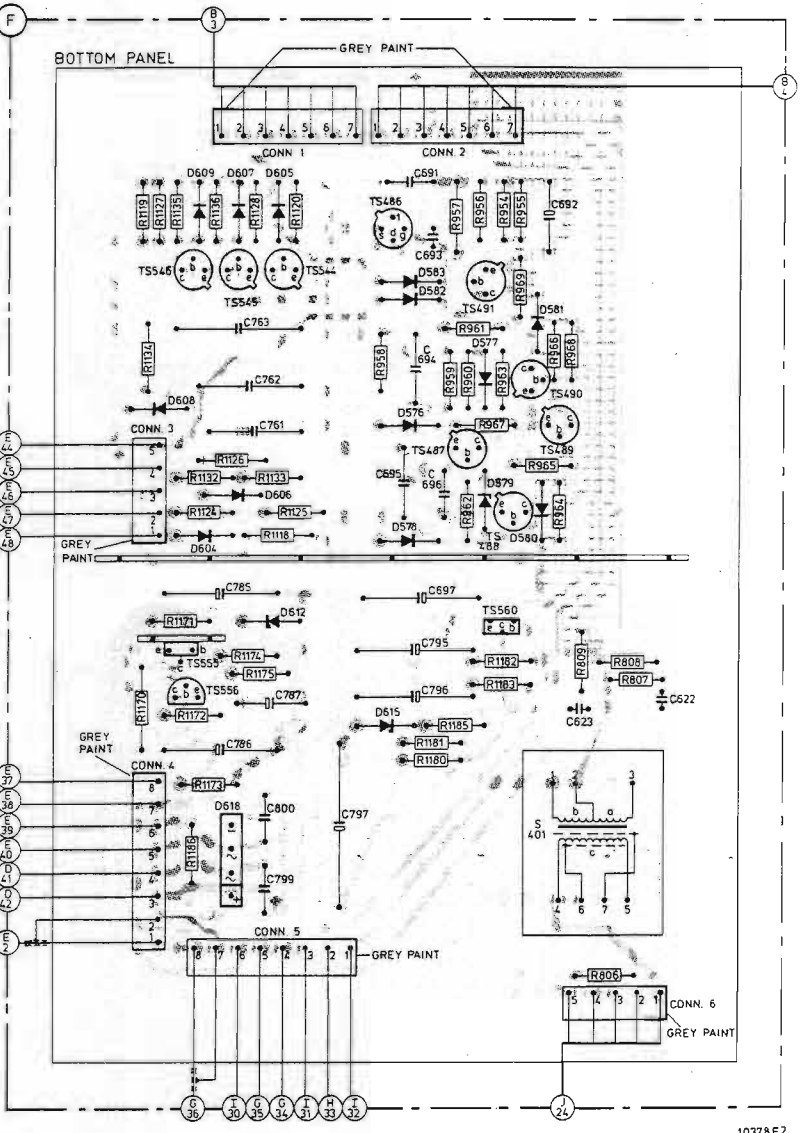 F
B
3
GREY PAINT
BOTTOM PANEL
B
4
1 2 3 4 5 6 7
1 2 3 4 5 6 7
CONN 1
CONN. 2
D609 D607 D605
C691
R1119 R1127 R1135 R1136 R1128 R1120
TS486
R957 R956 R954 R955
C692
s d g
C693
TS546 TS545 TS544
c b e
c b e
c b e
D583
D582
TS491
e b c
R969
D581
C763
R961
R1134
R958
C
694
D577
R959 R960 R963
R966 R968
C762
c b e
TS490
D608
D576
CONN. 3
C761
R967
TS487
e c b
e c b
TS489
E
44
E
45
E
46
E
47
E
48
5
4
3
2
1
R1126
R1132 R1133
D606
R1124 R1125
D604
R1118
R965
C695
C
696
R962
D579
e c b
TS
488
D580
R964
D578
GREY
PAINT
C785
C697
R1171
D612
TS560
e c b
e b
c
TS555
R1174
R1175
C795
R1182
R809
R808
R807
R1170
c b e
TS556
C787
C796
R1183
C622
R1172
D615
R1185
C623
GREY
PAINT
C786
R1181
R1180
CONN. 4
E
37
E
38
E
39
E
40
D
41
D
42
E
2
8
7
6
5
4
3
2
1
R1173
D618
C800
C797
R1186
~
~
+
C799
1 2 3
b a
S
401
c
4 6 7 5
CONN. 5
8 7 6 5 4 3 2 1
GREY PAINT
R806
5 4 3 2 1
CONN. 6
GREY PAINT
G
36
I
30
G
35
G
34
I
31
H
33
I
32
J
24
10378E2